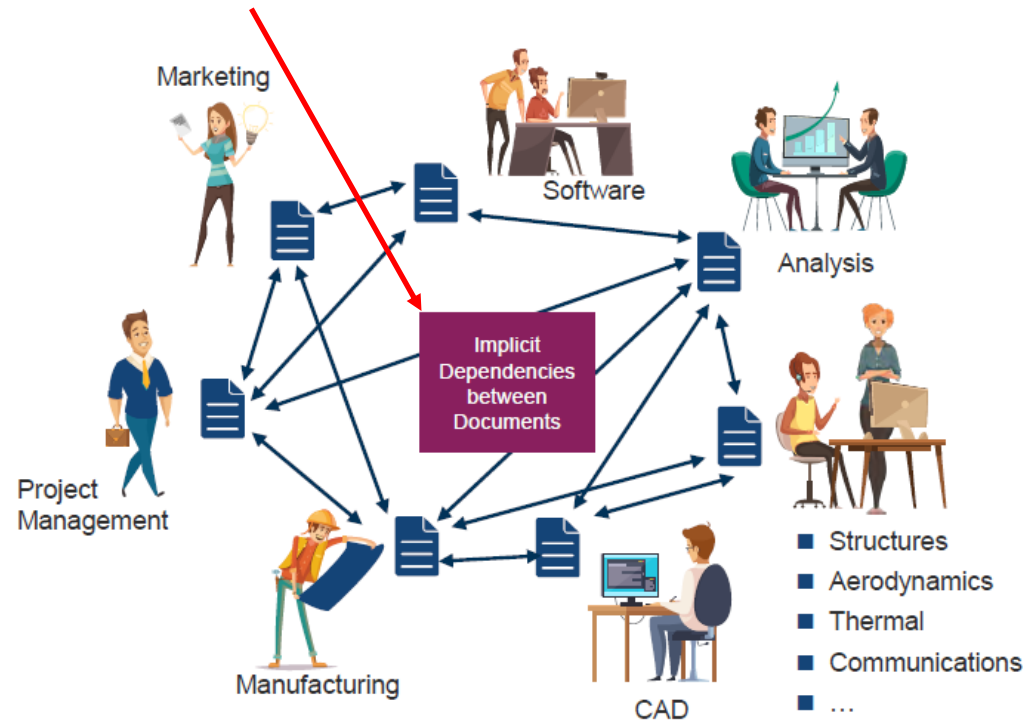 Marketing
Software
Analysis
Implicit
Dependencies
between
Documents
Project
Management
Manufacturing
CAD
■ Structures
■ Aerodynamics
■ Thermal
■ Communications
■ ...